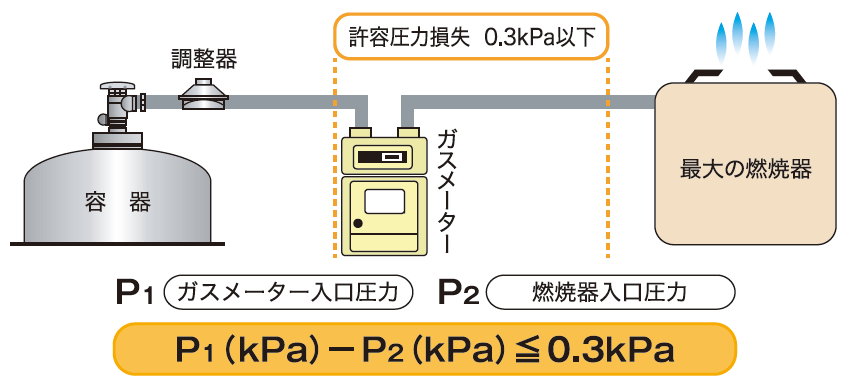 許容圧力損失 0.3kPa以下
調整器
ガスメーター
容 器
最大の燃焼器
P1 ガスメーター入口圧力 P2 燃焼器入口圧力
P1(kPa)−P2(kPa)≦0.3kPa